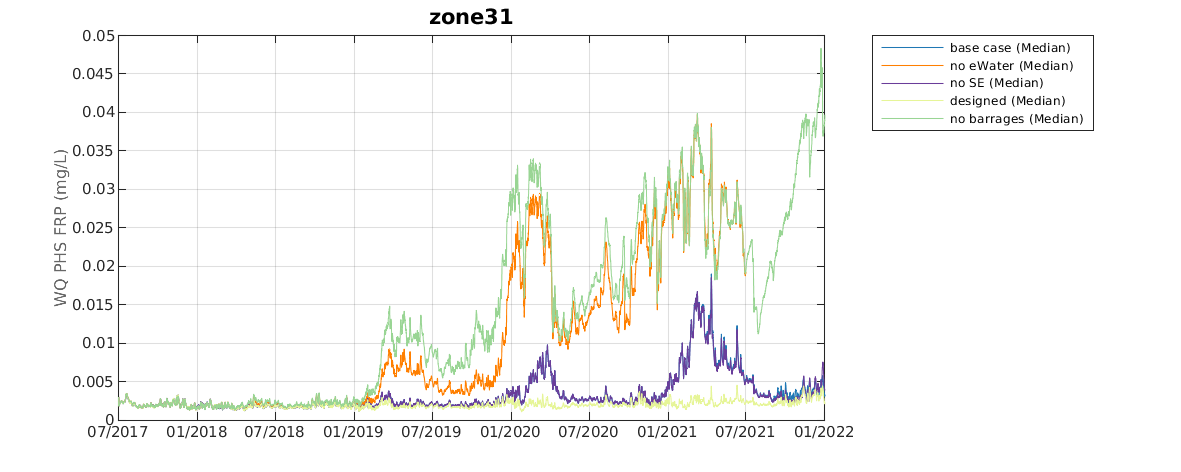 zone31
WQ PHS FRP (mg/L)
0.05
0.045
0.04
0.035
0.03
0.025
0.02
0.015
0.01
0.005
0
07/2017 01/2018 07/2018 01/2019 07/2019 01/2020 07/2020 01/2021 07/2021 01/2022
base case (Median)
no eWater (Median)
no SE (Median)
designed (Median)
no barrages (Median)